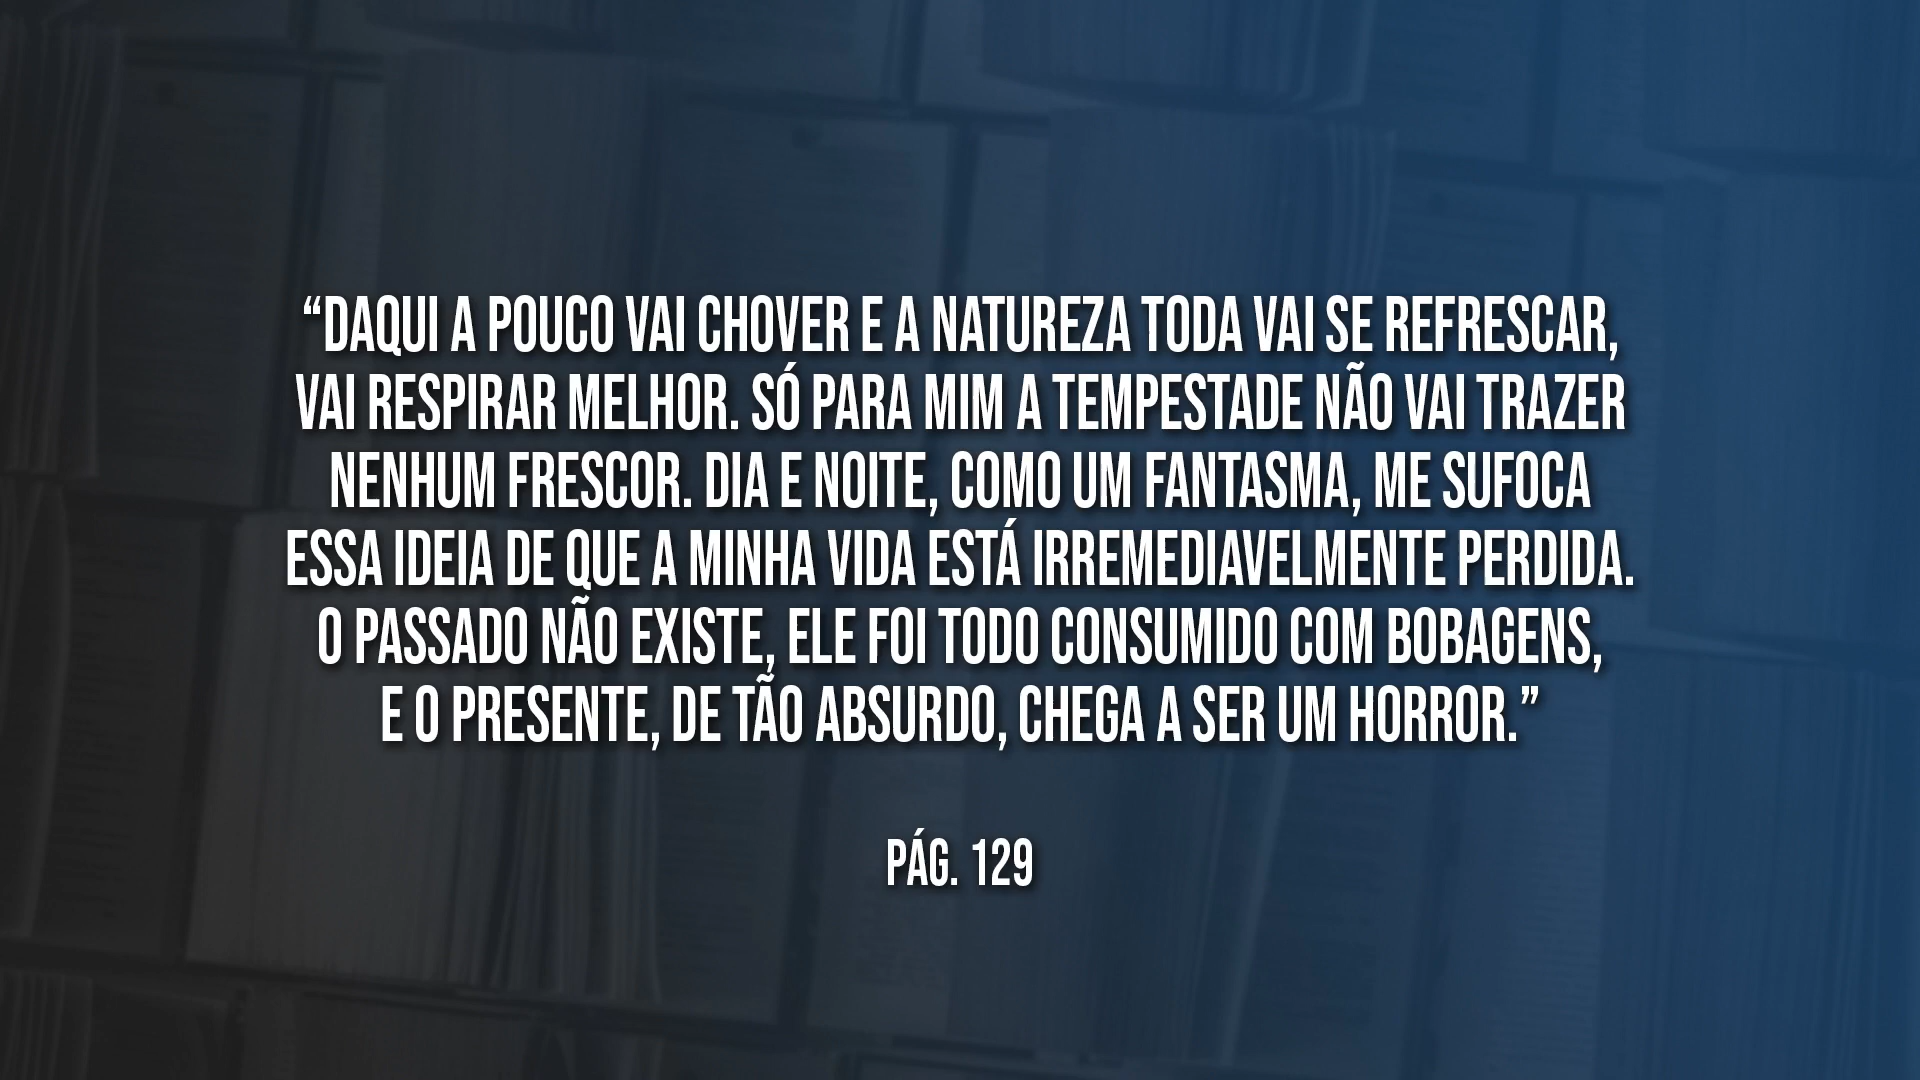 “DAQUI A POUCO VAI CHOVER E A NATUREZA TODA VAI SE REFRESCAR,
VAI RESPIRAR MELHOR. SÓ PARA MIM A TEMPESTADE NÃO VAI TRAZER
NENHUM FRESCOR. DIA E NOITE, COMO UM FANTASMA, ME SUFOCA
ESSA IDEIA DE QUE A MINHA VIDA ESTÁ IRREMEDIAVELMENTE PERDIDA.
O PASSADO NÃO EXISTE, ELE FOI TODO CONSUMIDO COM BOBAGENS,
E O PRESENTE, DE TÃO ABSURDO, CHEGA A SER UM HORROR.”
PÁG. 129